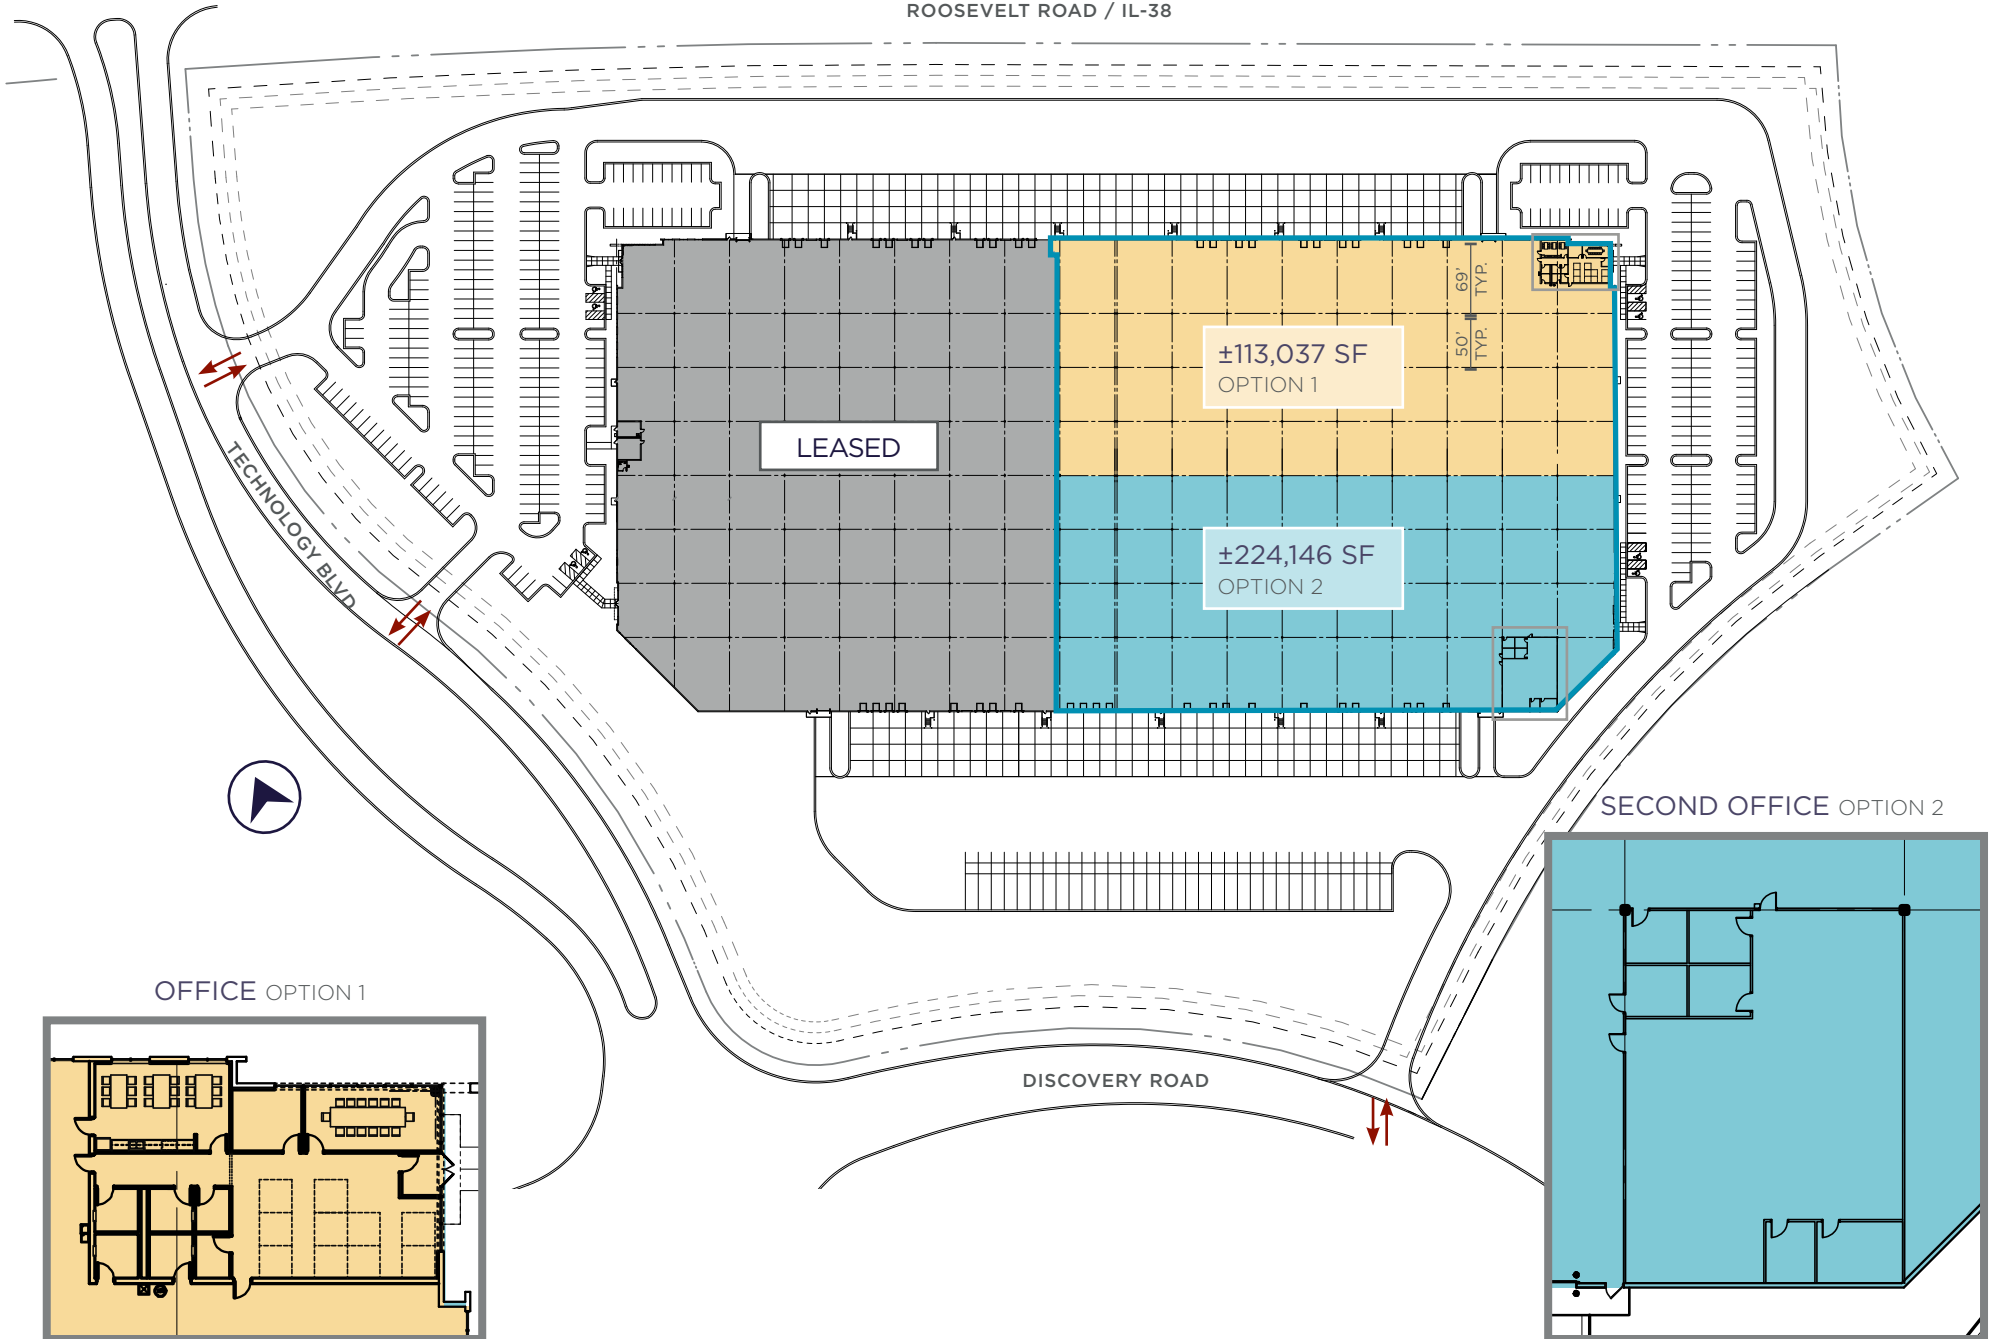 ROOSEVELT ROAD / IL-38
69'
TYP.
50'
TYP.
±113,037 SF
OPTION 1
LEASED
TECHNOLOGY BLVD
±224,146 SF
OPTION 2
SECOND OFFICE OPTION 2
OFFICE OPTION 1
DISCOVERY ROAD